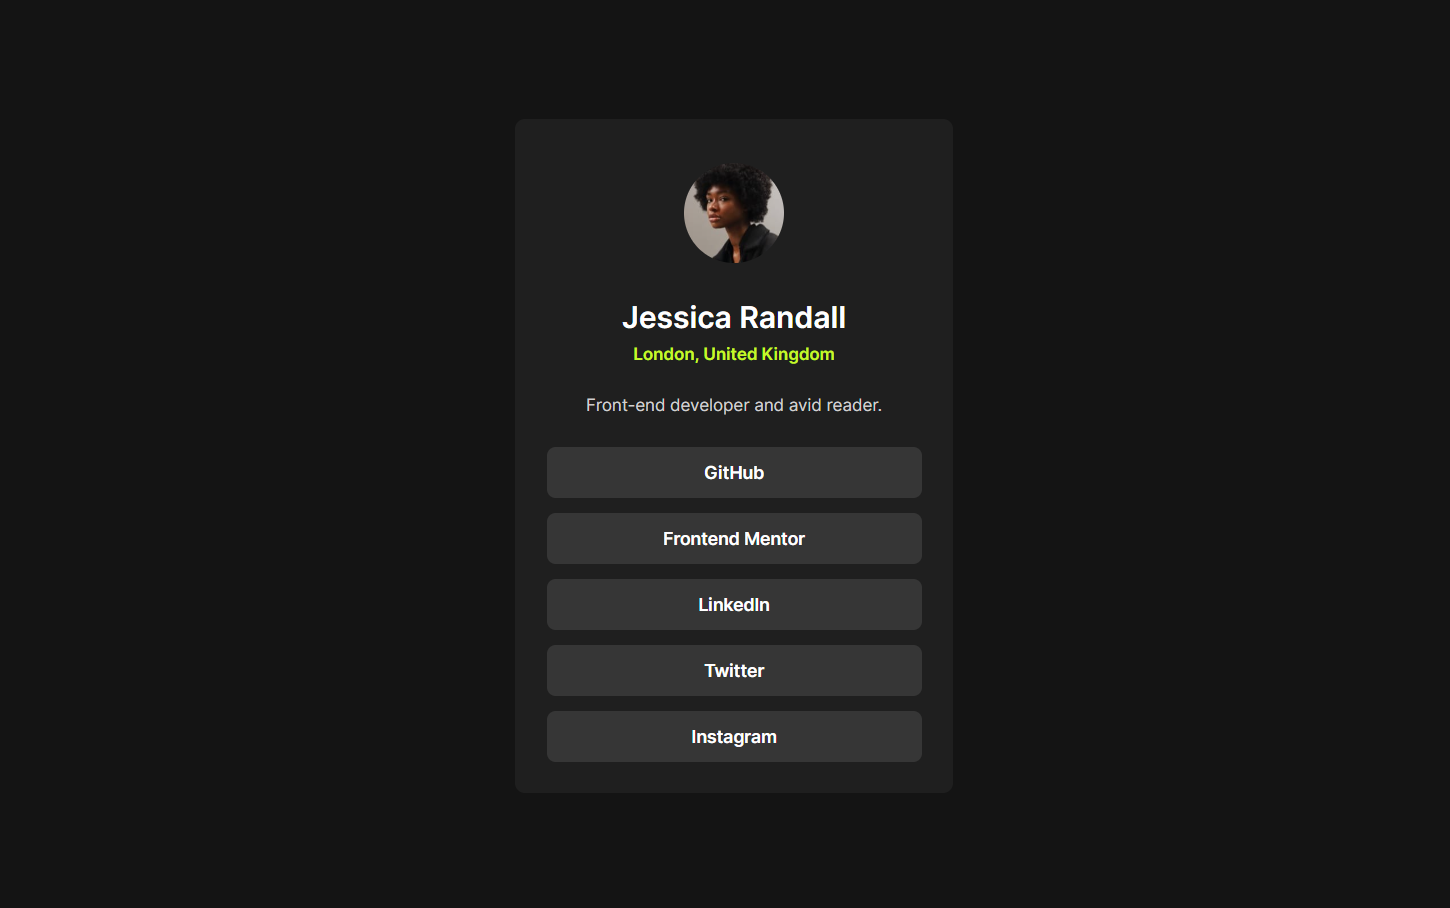 Jessica Randall
London, United Kingdom
Front-end developer and avid reader.
GitHub
Frontend Mentor
LinkedIn
Twitter
Instagram